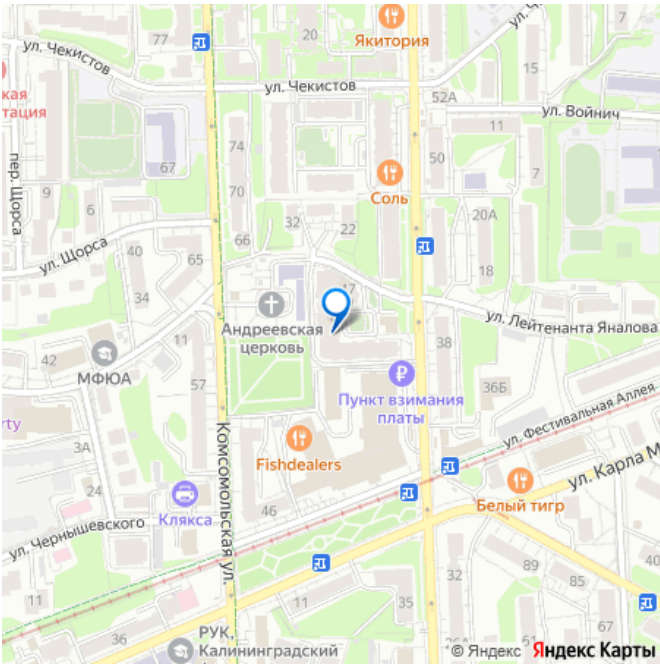 7
77
20
Якитория
ул. Чекистов
ул. Ч
ул. Чекистов
кая
тация
52А
ул. Войнич
11
пер. Щорса
67
74
50
7
9
6
70
Соль
32
22
20А
66
ул. Щорса
40
65
18
17
34
Андреевская
церковь
ул. Лейтенанта Яналова
42
МФЮА
38
57
Пункт взимания
платы
36Б
rty
ул. Фестивальная Аллея
3А
Комсомольская ул.
Fishdealers
ул. Карла М
24
Клякса
46
Белый тигр
ул. Чернышевского
32
89
40
11
85
36
35
11
РУК,
Калининградский
© Яндекс Яндекс Карты